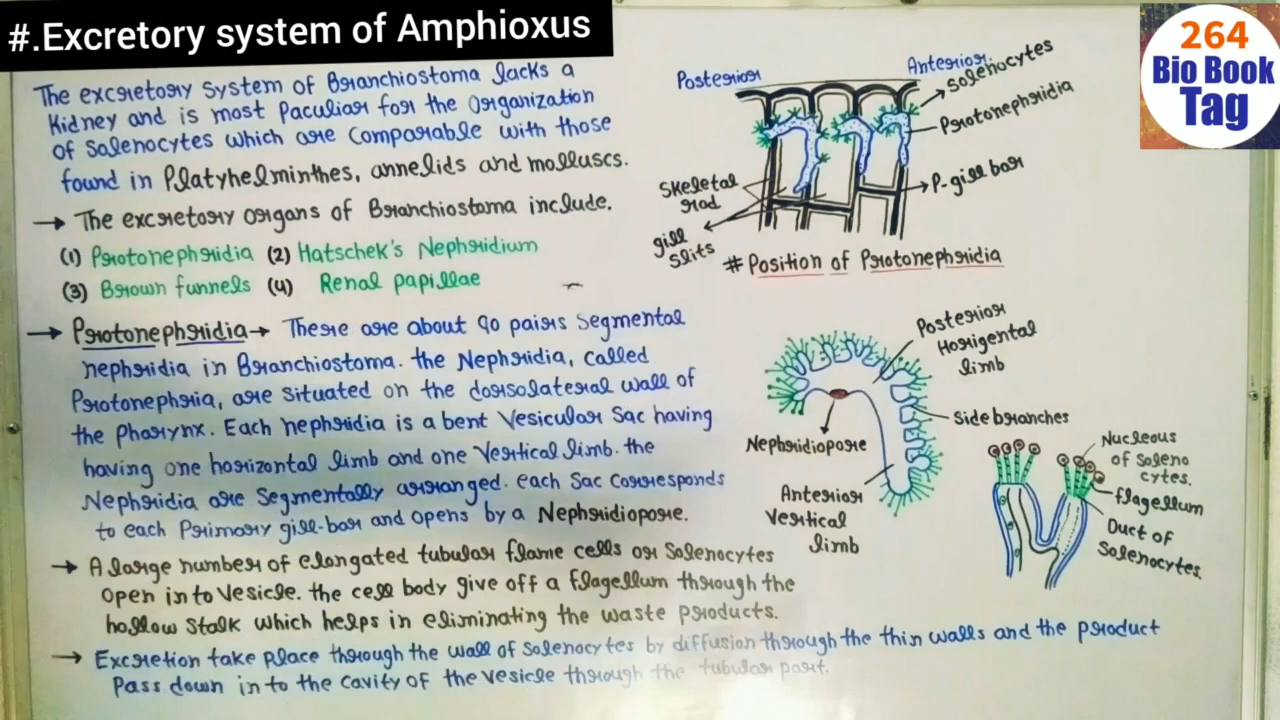 #.Excretory system of Amphioxus
264
Bio Book
Tag
The excretory System of Branchiostoma lacks a
Kidney and is most Paculiar for the Organization
of Solenocytes which are Comparable with those
found in Platyhelminthes, annelids and molluscs.
→ The excretory organs of Branchiostoma include.
(1) Protonephridia (2) Hatschek's Nephridium
(3) Brown funnels (4) Renal papillae
→ Protonephridia → There are about 90 pairs Segmental
nephridia in Branchiostoma. the Nephridia, called
Protonephria, are situated on the dorsolateral wall of
the Pharynx. Each nephridia is a bent Vesicular Sac having
having one horizontal limb and one Vertical limb. the
Nephridia are Segmentally arranged. each Sac Corresponds
to each Primary gill-bar and opens by a Nephridiopore.
→ A large number of elongated tubular flame cells or Solenocytes
open in to Vesicle. the cell body give off a flagellum through the
hollow stalk which helps in eliminating the waste products.
→ Excretion take place through the wall of Solenocytes by diffusion through the thin walls and the product
Pass down in to the cavity of the vesicle through the tubular part.
Posterior
Anterior
Solenocytes
Protonephridia
P-gill bar
Skeletal
rod
gill
slits
# Position of Protonephridia
Posterior
Horigental
limb
Side branches
Nephridiopore
Anterior
Vertical
limb
Nucleous
of Soleno
cytes.
flagellum
Duct of
Solenocytes.